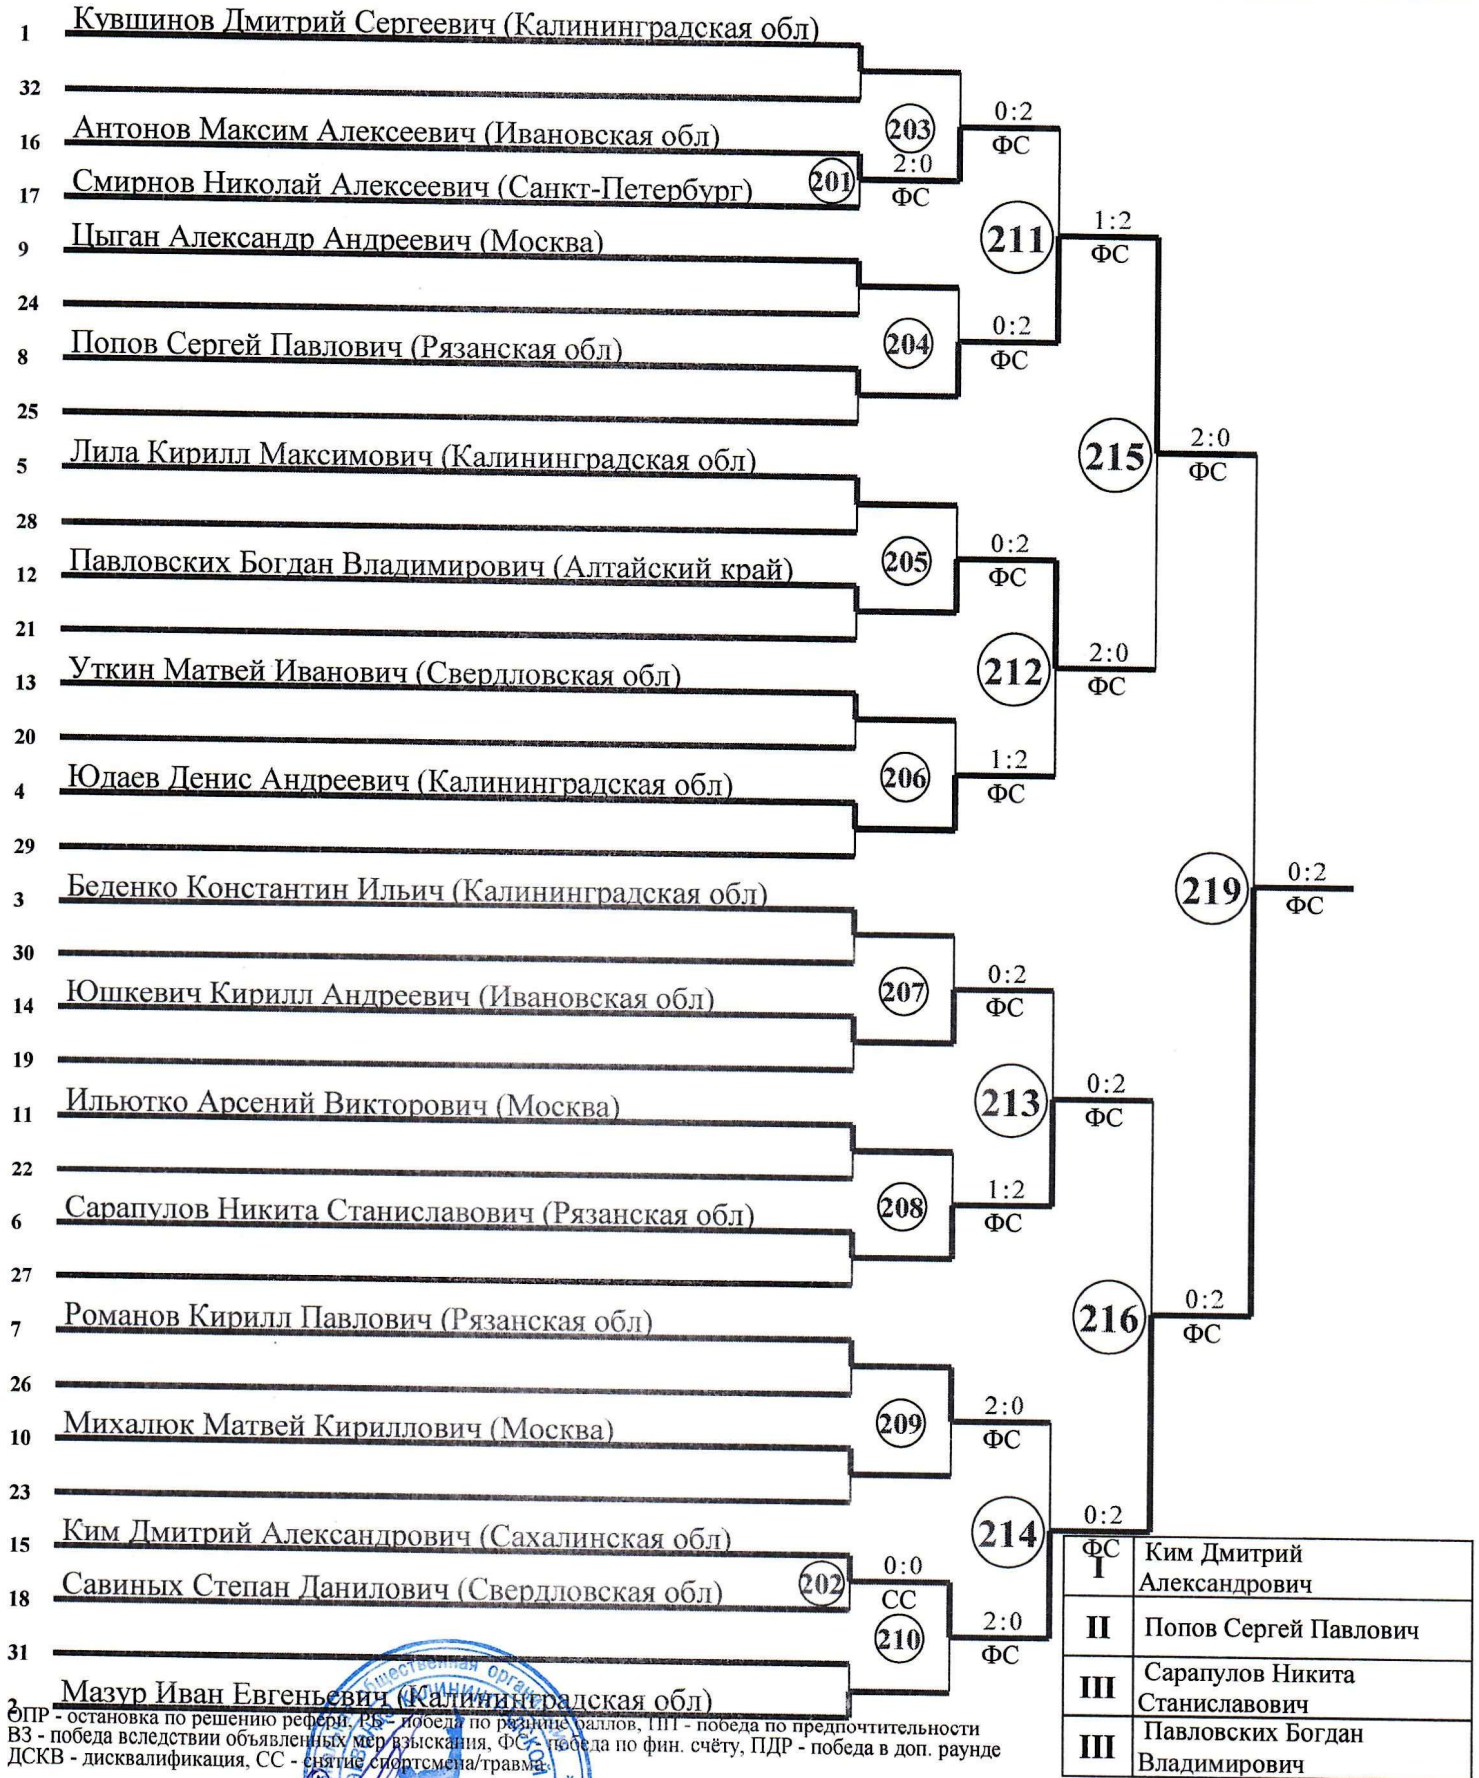 1 Кувшинов Дмитрий Сергеевич (Калининградская обл)
32
16 Антонов Максим Алексеевич (Ивановская обл)
203
0:2
ФС
17 Смирнов Николай Алексеевич (Санкт-Петербург)
201
2:0
ФС
9 Цыган Александр Андреевич (Москва)
211
1:2
ФС
24
8 Попов Сергей Павлович (Рязанская обл)
204
0:2
ФС
25
5 Лила Кирилл Максимович (Калининградская обл)
215
2:0
ФС
28
12 Павловских Богдан Владимирович (Алтайский край)
205
0:2
ФС
21
13 Уткин Матвей Иванович (Свердловская обл)
212
2:0
ФС
20
4 Юдаев Денис Андреевич (Калининградская обл)
206
1:2
ФС
29
3 Беденко Константин Ильич (Калининградская обл)
219
0:2
ФС
30
14 Юшкевич Кирилл Андреевич (Ивановская обл)
207
0:2
ФС
19
11 Ильютко Арсений Викторович (Москва)
213
0:2
ФС
22
6 Сарапулов Никита Станиславович (Рязанская обл)
208
1:2
ФС
27
7 Романов Кирилл Павлович (Рязанская обл)
216
0:2
ФС
26
10 Михалюк Матвей Кириллович (Москва)
209
2:0
ФС
23
15 Ким Дмитрий Александрович (Сахалинская обл)
214
0:2
ФС
18 Савиных Степан Данилович (Свердловская обл)
202
0:0
СС
31
210
2:0
ФС
2 Мазур Иван Евгеньевич (Калининградская обл)
I Ким Дмитрий
Александрович
II Попов Сергей Павлович
III Сарапулов Никита
Станиславович
III Павловских Богдан
Владимирович
ОПР - остановка по решению рефери, РБ - победа по разнице баллов, ПП - победа по предпочтительности
ВЗ - победа вследствии объявленных мер взыскания, ФС - победа по фин. счёту, ПДР - победа в доп. раунде
ДСКВ - дисквалификация, СС - снятие спортсмена/травма